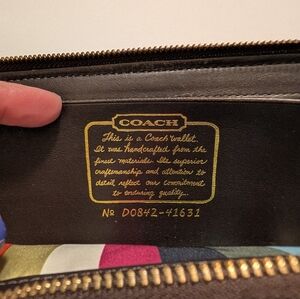 COACH
This is a Coach wallet.
It was handcrafted from the
finest materials. The superior
craftsmanship and attention to
detail reflect our commitment
to enduring quality.
No D0842-41631